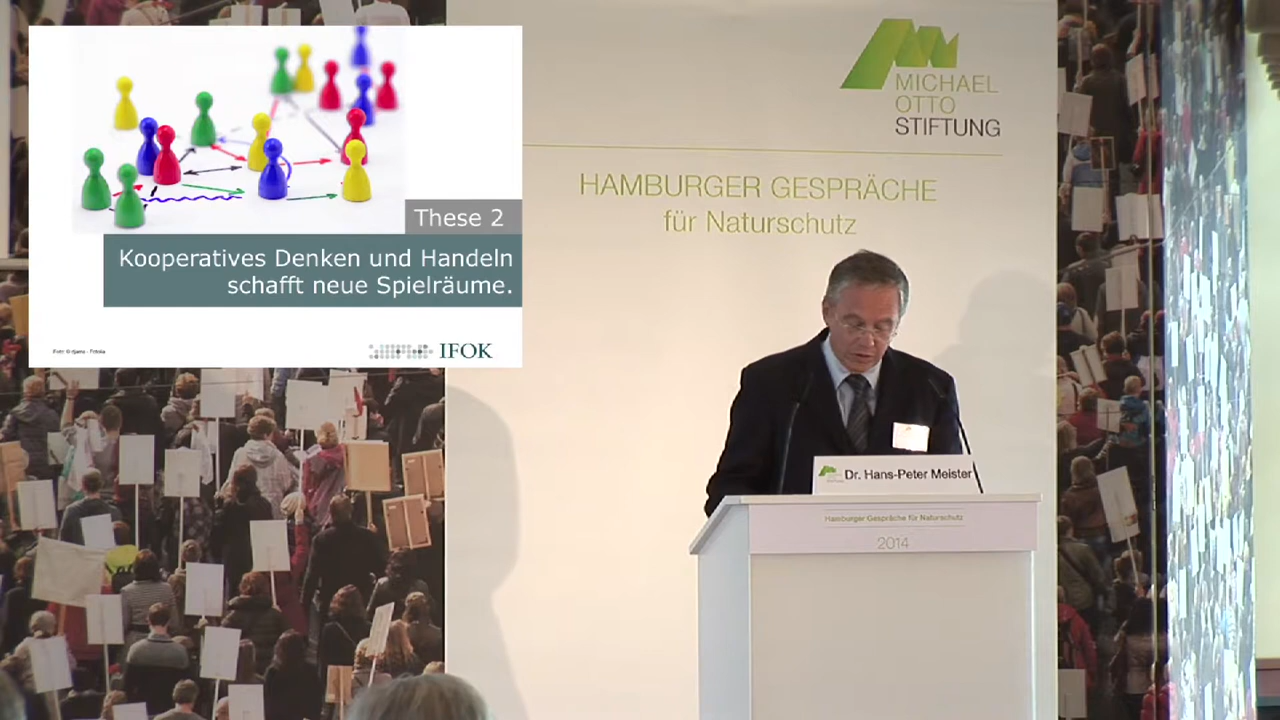 These 2
Kooperatives Denken und Handeln
schafft neue Spielräume.
IFOK
MICHAEL
OTTO
STIFTUNG
HAMBURGER GESPRÄCHE
für Naturschutz
Dr. Hans-Peter Meister
Hamburger Gespräche für Naturschutz
2014